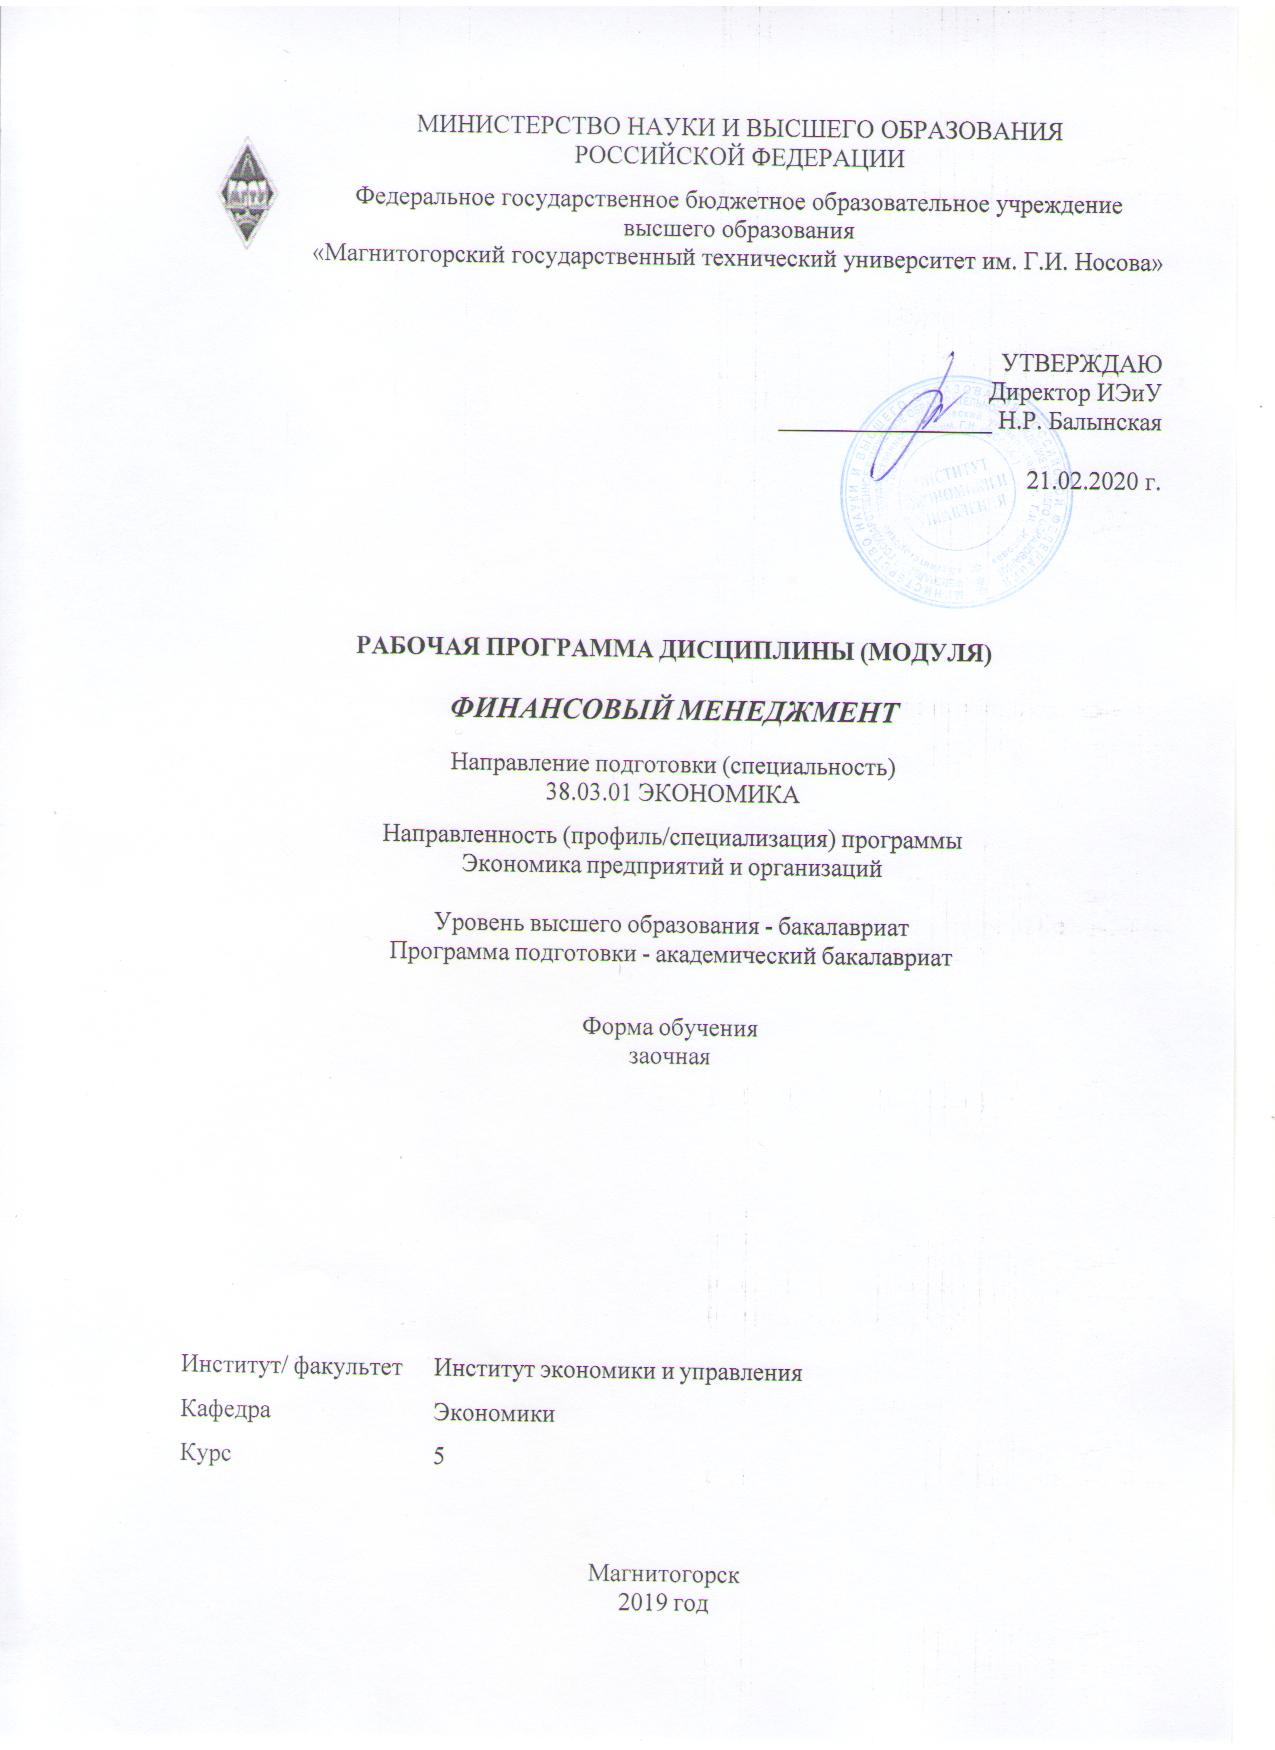 МИНИСТЕРСТВО НАУКИ И ВЫСШЕГО ОБРАЗОВАНИЯ
РОССИЙСКОЙ ФЕДЕРАЦИИ
Федеральное государственное бюджетное образовательное учреждение
высшего образования
«Магнитогорский государственный технический университет им. Г.И. Носова»
УТВЕРЖДАЮ
Директор ИЭиУ
Н.Р. Балынская
21.02.2020 г.
ИНСТИТУТ
ЭКОНОМИКИ И
УПРАВЛЕНИЯ
РАБОЧАЯ ПРОГРАММА ДИСЦИПЛИНЫ (МОДУЛЯ)
ФИНАНСОВЫЙ МЕНЕДЖМЕНТ
Направление подготовки (специальность)
38.03.01 ЭКОНОМИКА
Направленность (профиль/специализация) программы
Экономика предприятий и организаций
Уровень высшего образования - бакалавриат
Программа подготовки - академический бакалавриат
Форма обучения
заочная
Институт/ факультет Институт экономики и управления
Кафедра Экономики
Курс 5
Магнитогорск
2019 год